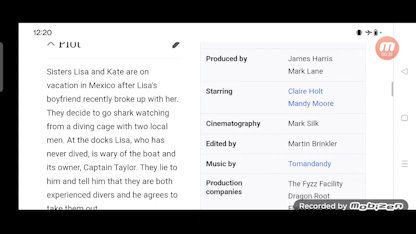 12:20
Plot
Sisters Lisa and Kate are on
vacation in Mexico after Lisa's
boyfriend recently broke up with her.
They decide to go shark watching
from a diving cage with two local
men. At the docks Lisa, who has
never dived, is wary of the boat and
its owner, Captain Taylor. They lie to
him and tell him that they are both
experienced divers and he agrees to
take them out
Produced by James Harris
Mark Lane
Starring Claire Holt
Mandy Moore
Cinematography Mark Silk
Edited by Martin Brinkler
Music by Tomandandy
Production The Fyzz Facility
companies Dragon Root
Recorded by Mobizen